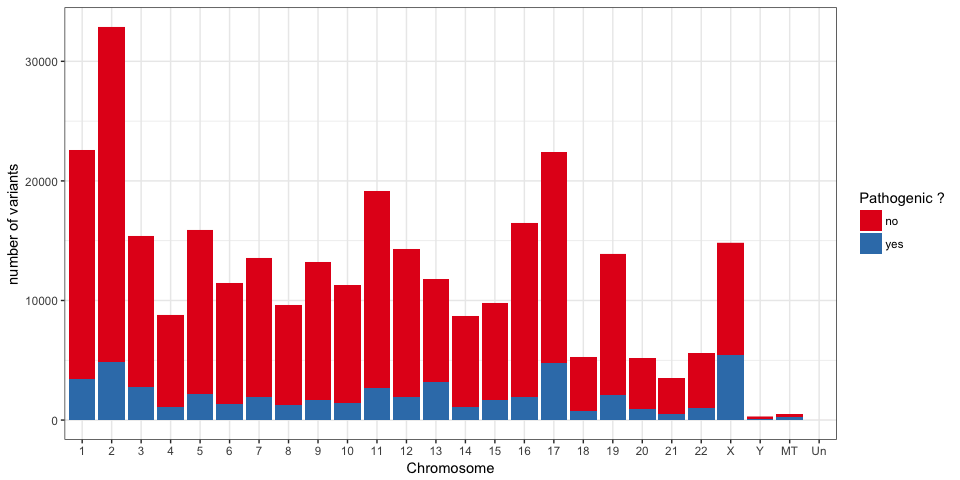 30000
20000
10000
0
number of variants
1 2 3 4 5 6 7 8 9 10 11 12 13 14 15 16 17 18 19 20 21 22 X Y MT Un
Chromosome
Pathogenic ?
no
yes